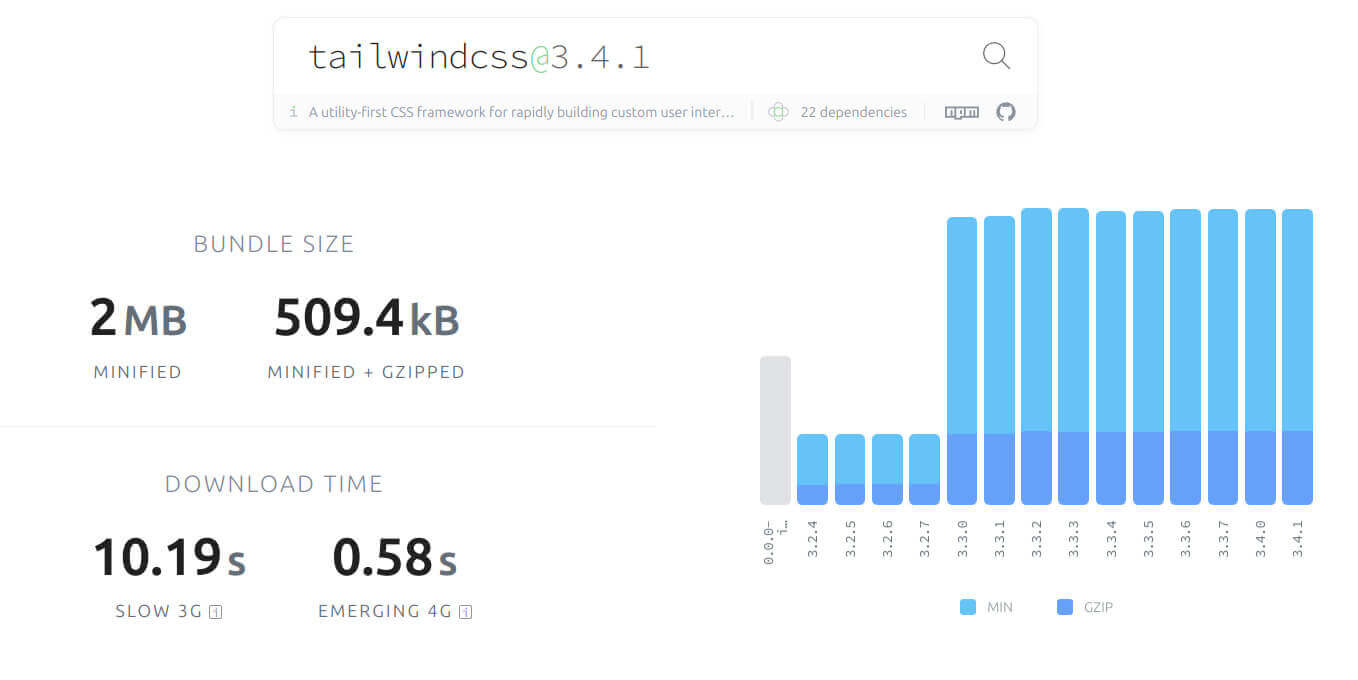 tailwindcss@3.4.1
i A utility-first CSS framework for rapidly building custom user inter… 22 dependencies npm
BUNDLE SIZE
2 MB 509.4 kB
MINIFIED MINIFIED + GZIPPED
DOWNLOAD TIME
10.19 s 0.58 s
SLOW 3G i EMERGING 4G i
0.0.0-i… 3.2.4 3.2.5 3.2.6 3.2.7 3.3.0 3.3.1 3.3.2 3.3.3 3.3.4 3.3.5 3.3.6 3.3.7 3.4.0 3.4.1
MIN GZIP